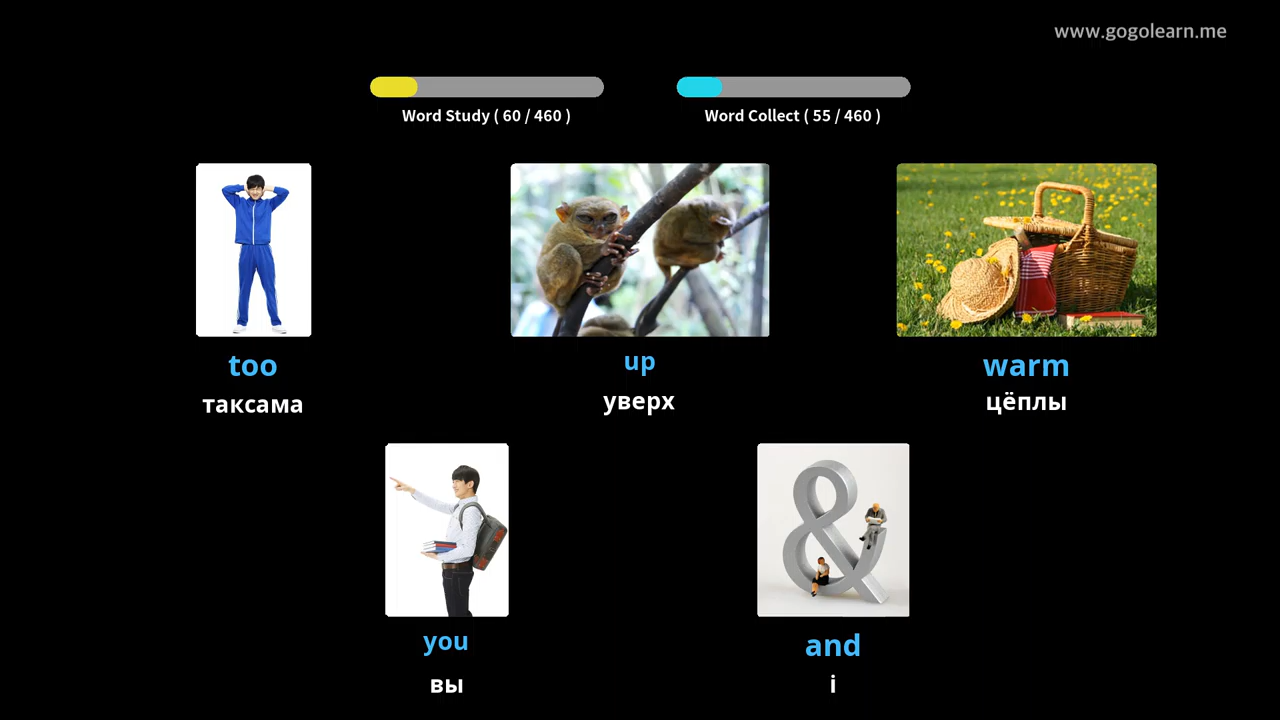 www.gogolearn.me
Word Study ( 60 / 460 )
Word Collect ( 55 / 460 )
too
таксама
up
уверх
warm
цёплы
you
вы
and
і